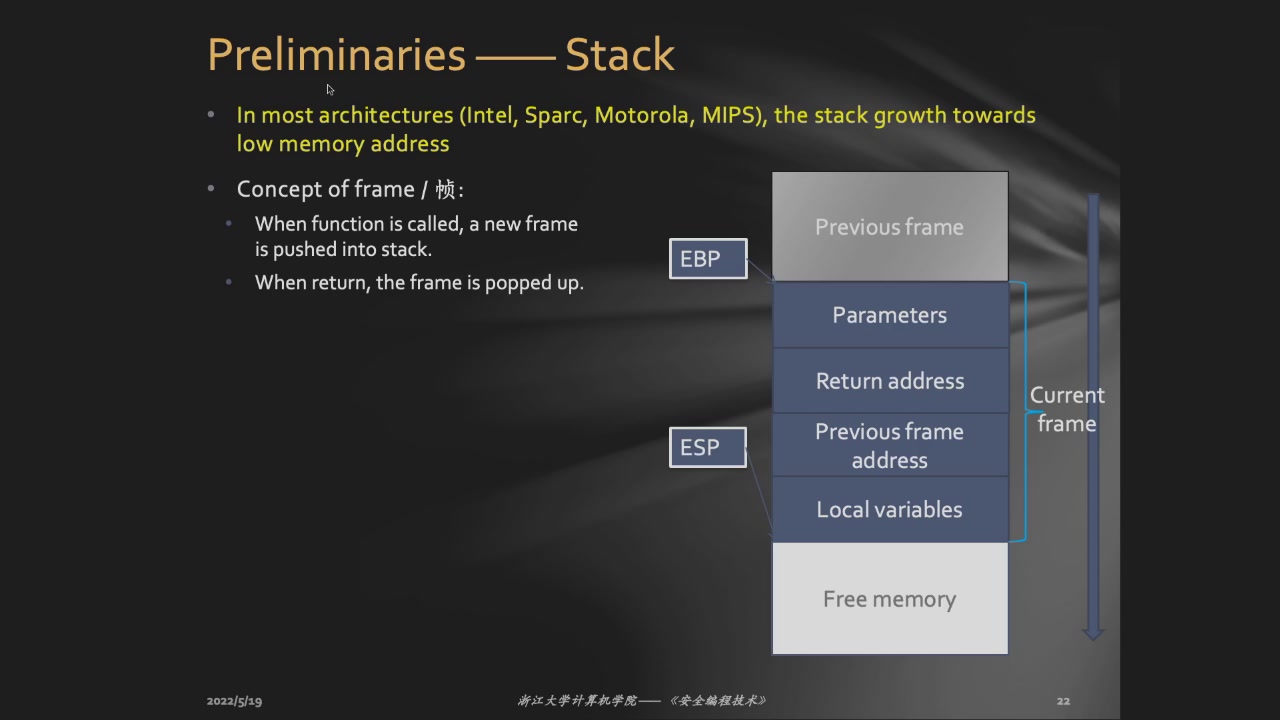 Preliminaries —— Stack
• In most architectures (Intel, Sparc, Motorola, MIPS), the stack growth towards
low memory address
• Concept of frame / 帧:
• When function is called, a new frame
is pushed into stack.
• When return, the frame is popped up.
Previous frame
EBP
Parameters
Return address
Current
frame
Previous frame
address
ESP
Local variables
Free memory
2022/5/19
浙江大学计算机学院——《安全编程技术》
22